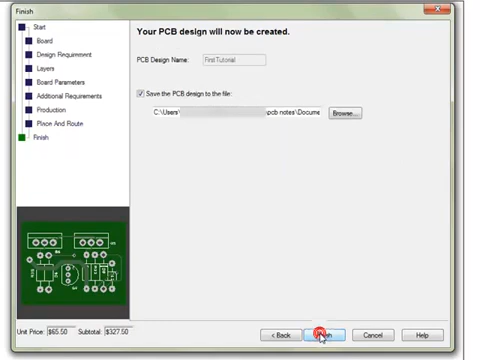 Finish
Start
Board
Design Requirement
Layers
Board Parameters
Additional Requirements
Production
Place And Route
Finish
Your PCB design will now be created.
PCB Design Name: First Tutorial
Save the PCB design to the file:
C:\Users\ \pcb notes\Docume Browse...
Unit Price: $65.50 Subtotal: $327.50
< Back Cancel Help